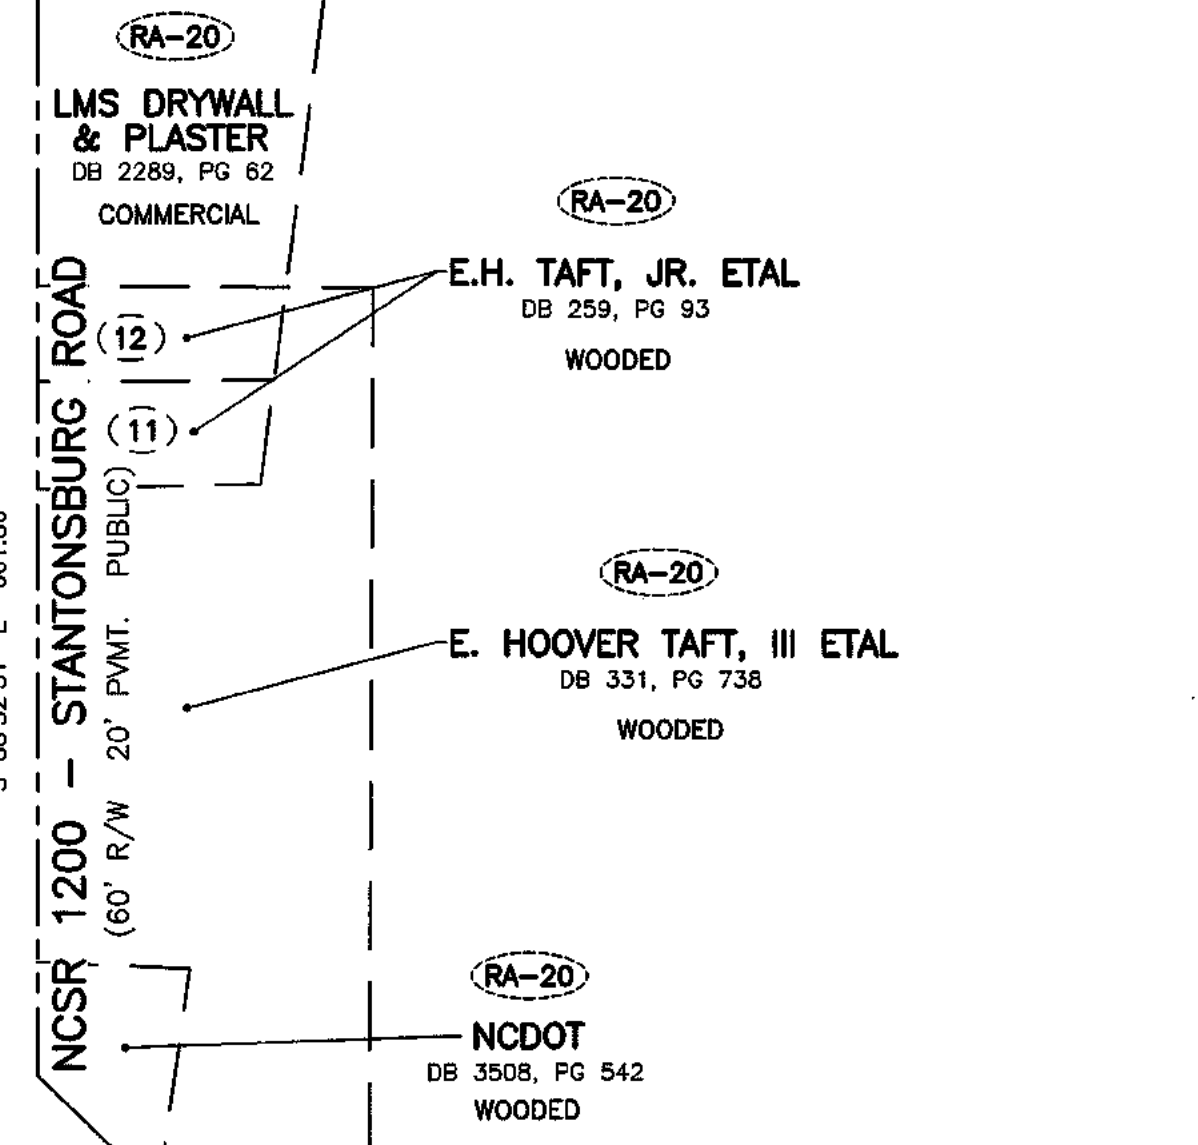 RA-20
LMS DRYWALL
& PLASTER
DB 2289, PG 62
COMMERCIAL
RA-20
E.H. TAFT, JR. ETAL
DB 259, PG 93
WOODED
(12)
(11)
RA-20
E. HOOVER TAFT, III ETAL
DB 331, PG 738
WOODED
NCSR 1200 - STANTONSBURG ROAD
(60' R/W 20' PVMT. PUBLIC)
RA-20
NCDOT
DB 3508, PG 542
WOODED